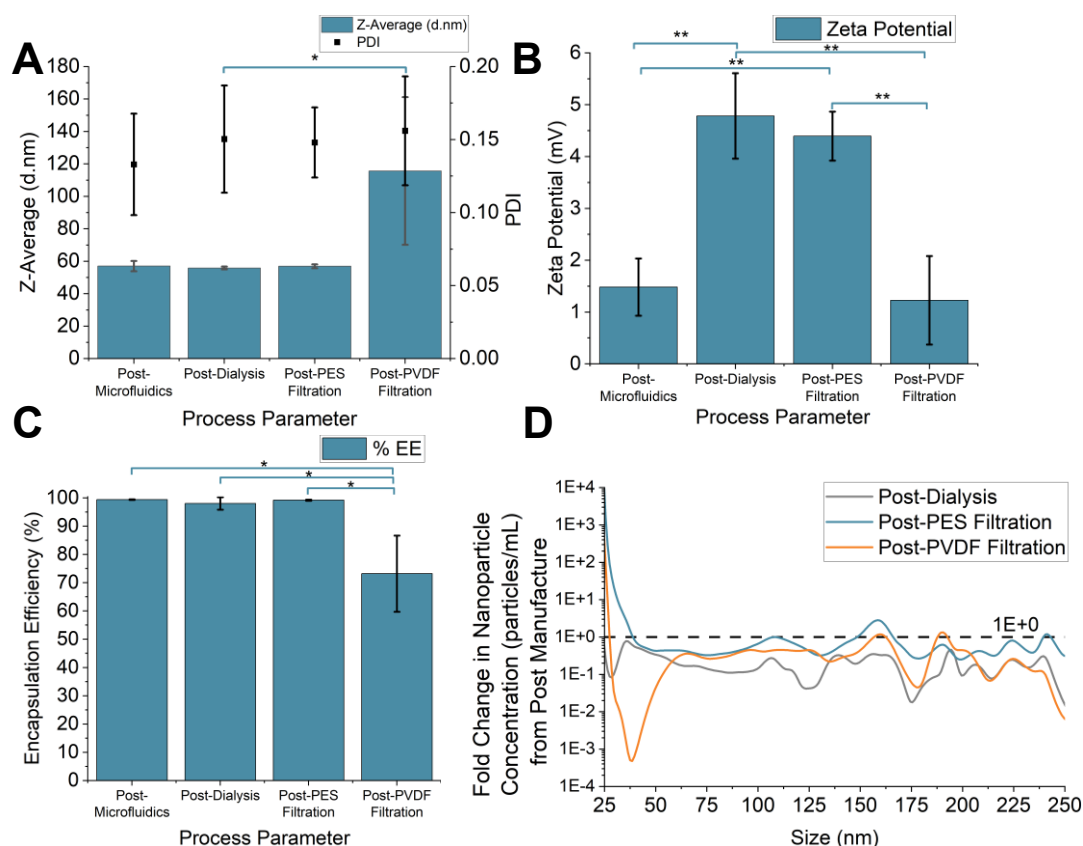 A
Z-Average (d.nm)
PDI
*
180
160
140
120
100
80
60
40
20
0
0.20
0.15
0.10
0.05
0.00
Z-Average (d.nm)
PDI
Post-
Microfluidics
Post-Dialysis
Post-PES
Filtration
Post-PVDF
Filtration
Process Parameter
B
Zeta Potential
**
**
**
**
6
5
4
3
2
1
0
Zeta Potential (mV)
Post-
Microfluidics
Post-Dialysis
Post-PES
Filtration
Post-PVDF
Filtration
Process Parameter
C
% EE
*
*
*
100
90
80
70
60
50
40
30
20
10
0
Encapsulation Efficiency (%)
Post-
Microfluidics
Post-Dialysis
Post-PES
Filtration
Post-PVDF
Filtration
Process Parameter
D
Post-Dialysis
Post-PES Filtration
Post-PVDF Filtration
1E+0
1E+4
1E+3
1E+2
1E+1
1E+0
1E-1
1E-2
1E-3
1E-4
Fold Change in Nanoparticle
Concentration (particles/mL)
from Post Manufacture
25
50
75
100
125
150
175
200
225
250
Size (nm)